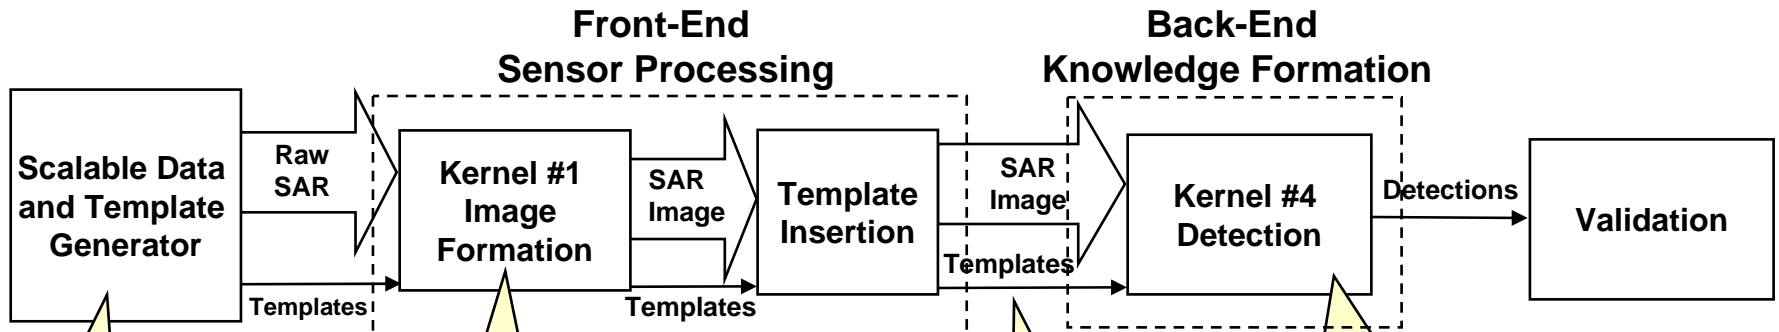 Front-End
Sensor Processing
Back-End
Knowledge Formation
Scalable Data
and Template
Generator
Raw
SAR
Templates
Kernel #1
Image
Formation
SAR
Image
Templates
Template
Insertion
SAR
Image
Templates
Kernel #4
Detection
Detections
Validation